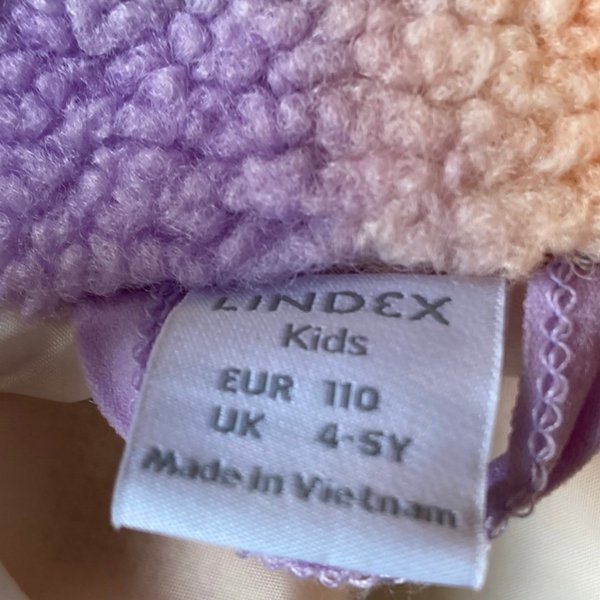 LINDEX
Kids
EUR 110
UK 4-5Y
Made in Vietnam